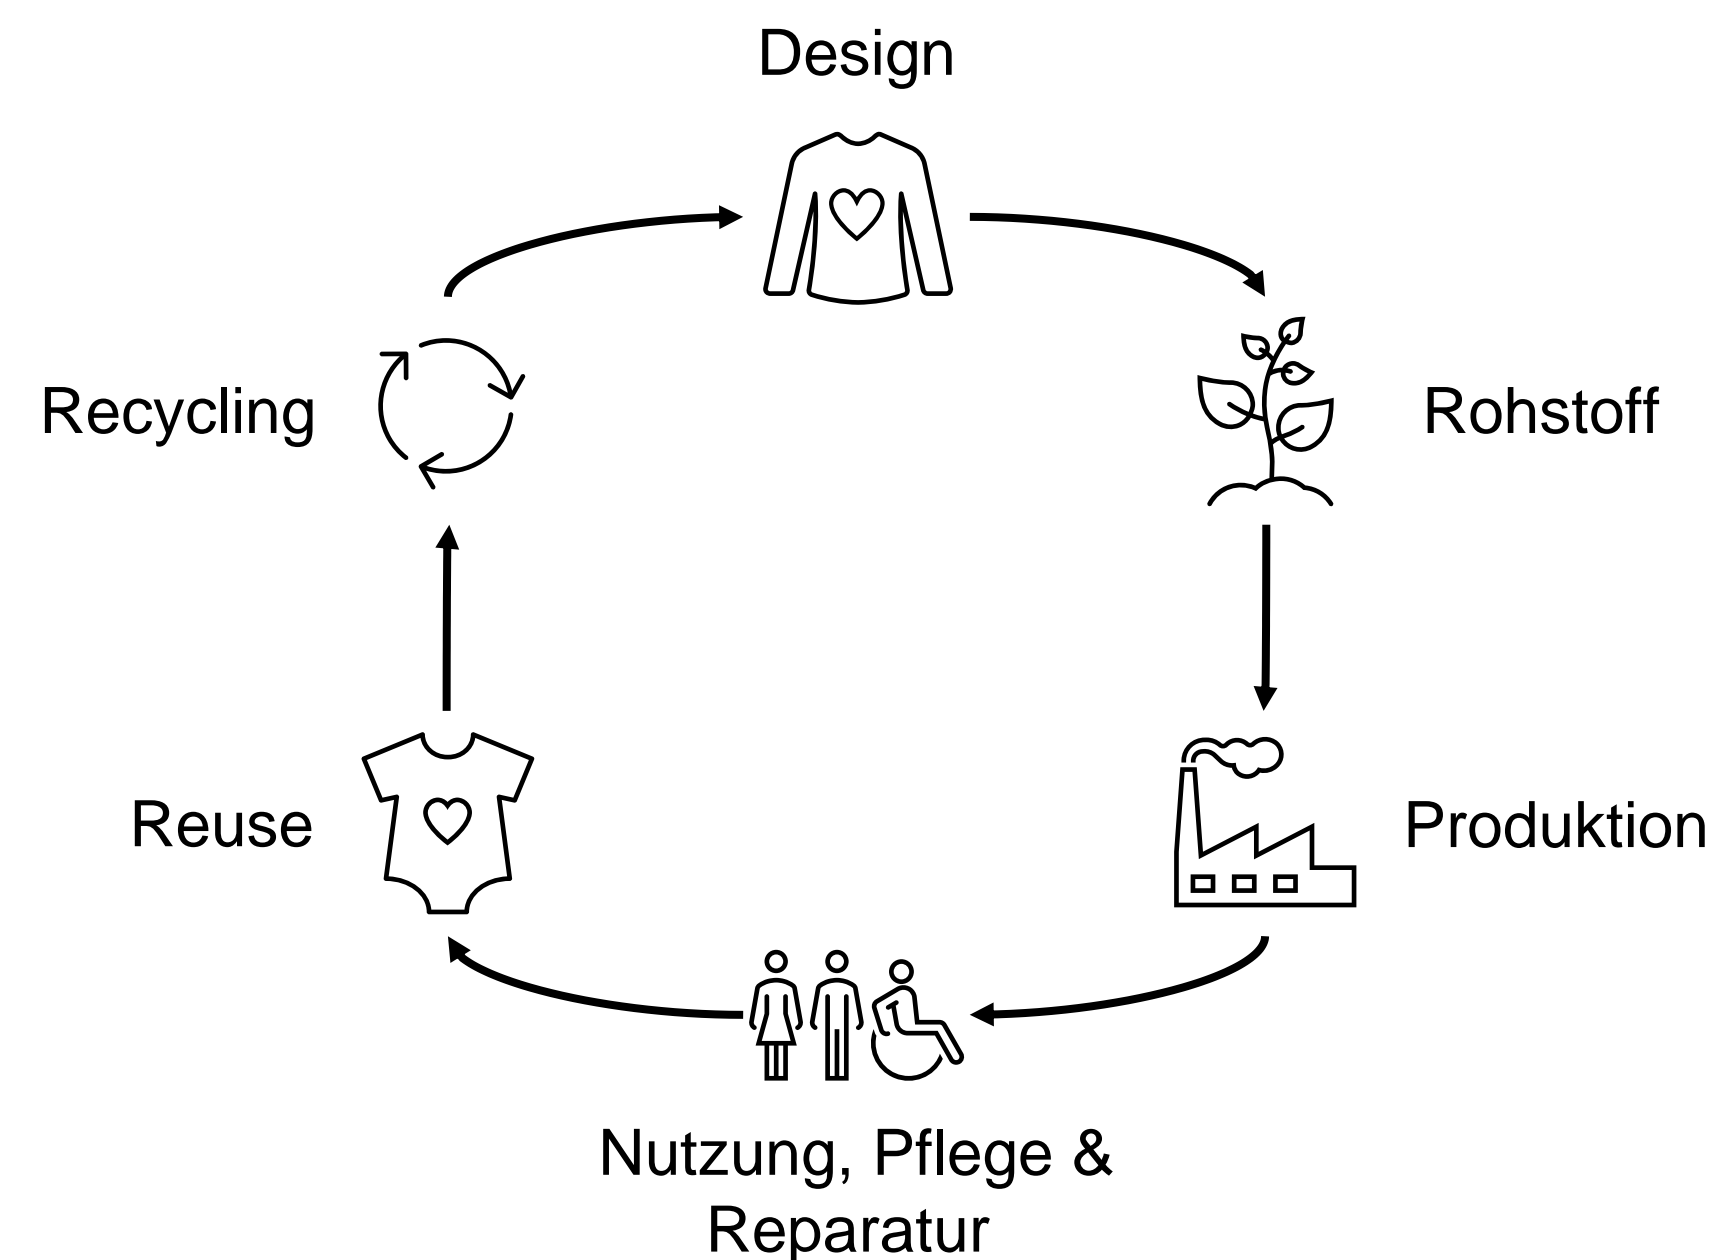 Design
Recycling
Rohstoff
Reuse
Produktion
Nutzung, Pflege &
Reparatur